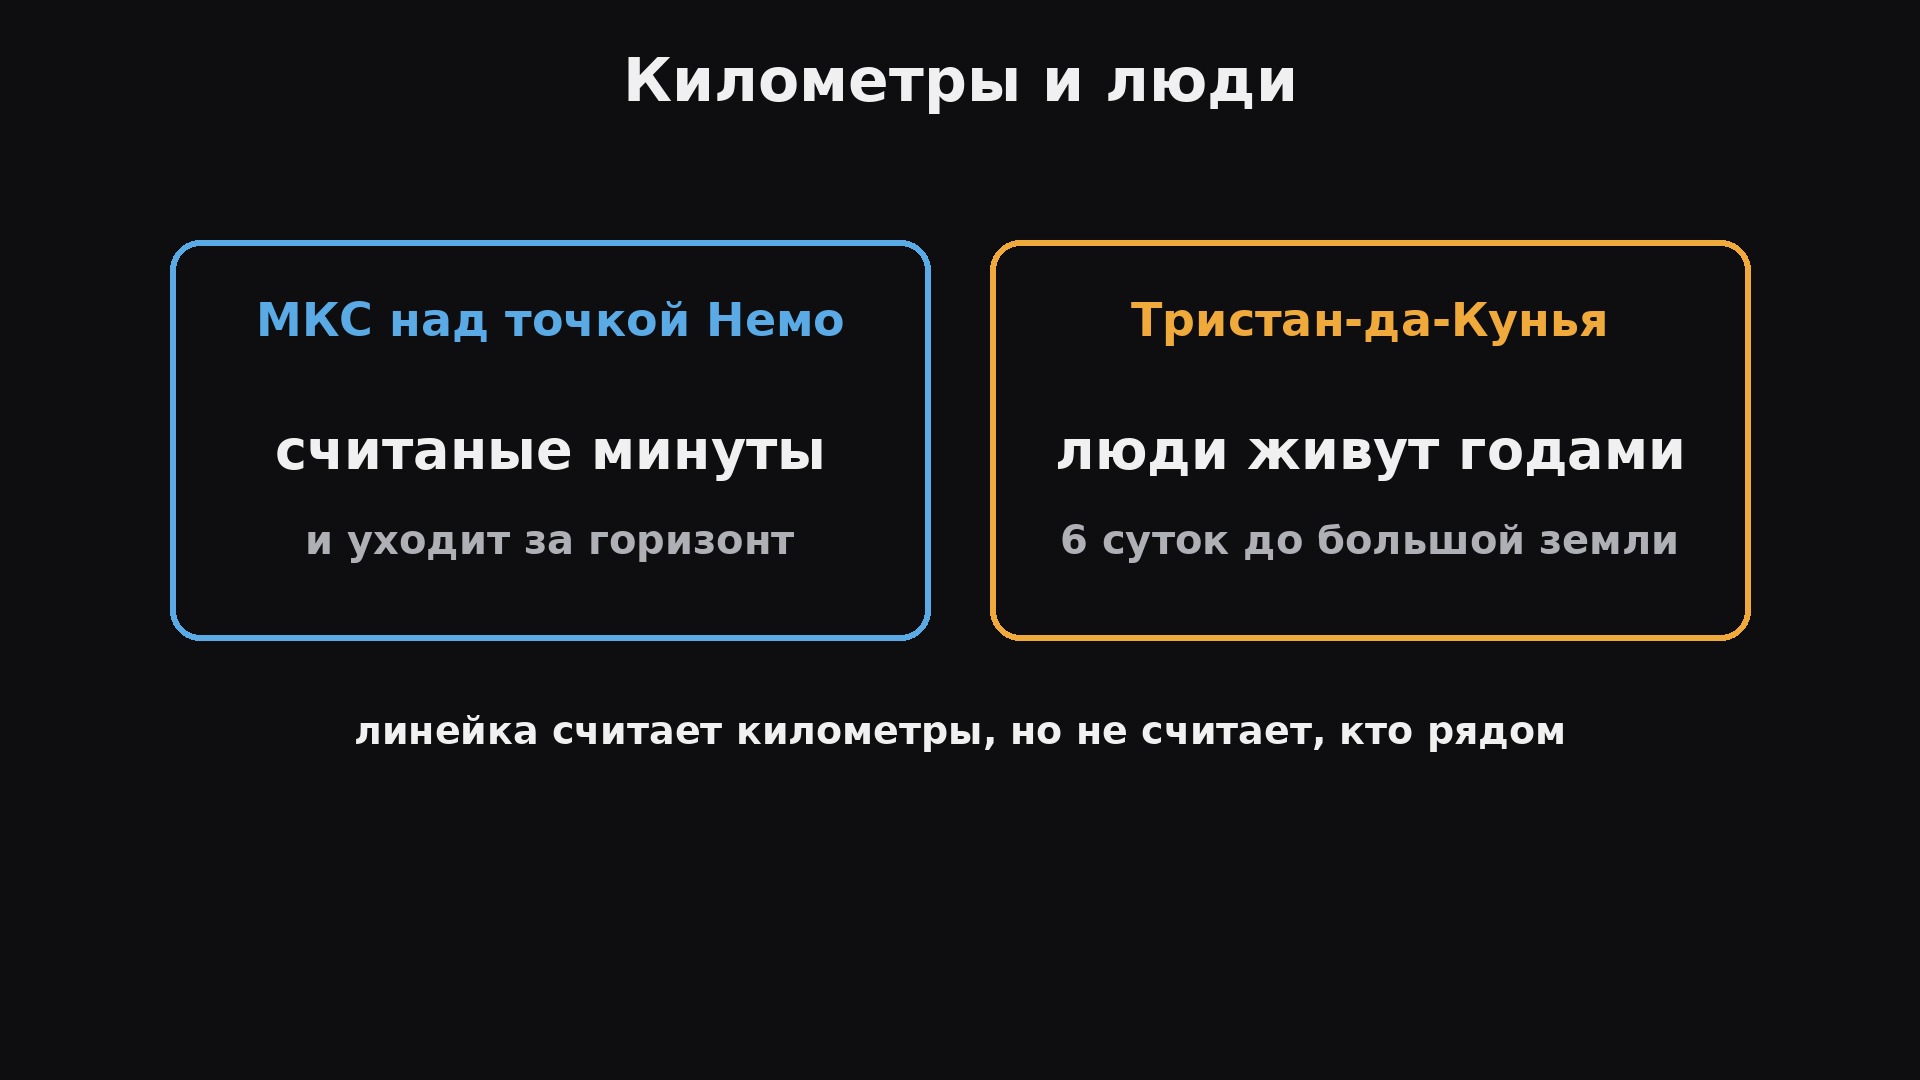 Километры и люди
МКС над точкой Немо
считаные минуты
и уходит за горизонт
Тристан-да-Кунья
люди живут годами
6 суток до большой земли
линейка считает километры, но не считает, кто рядом